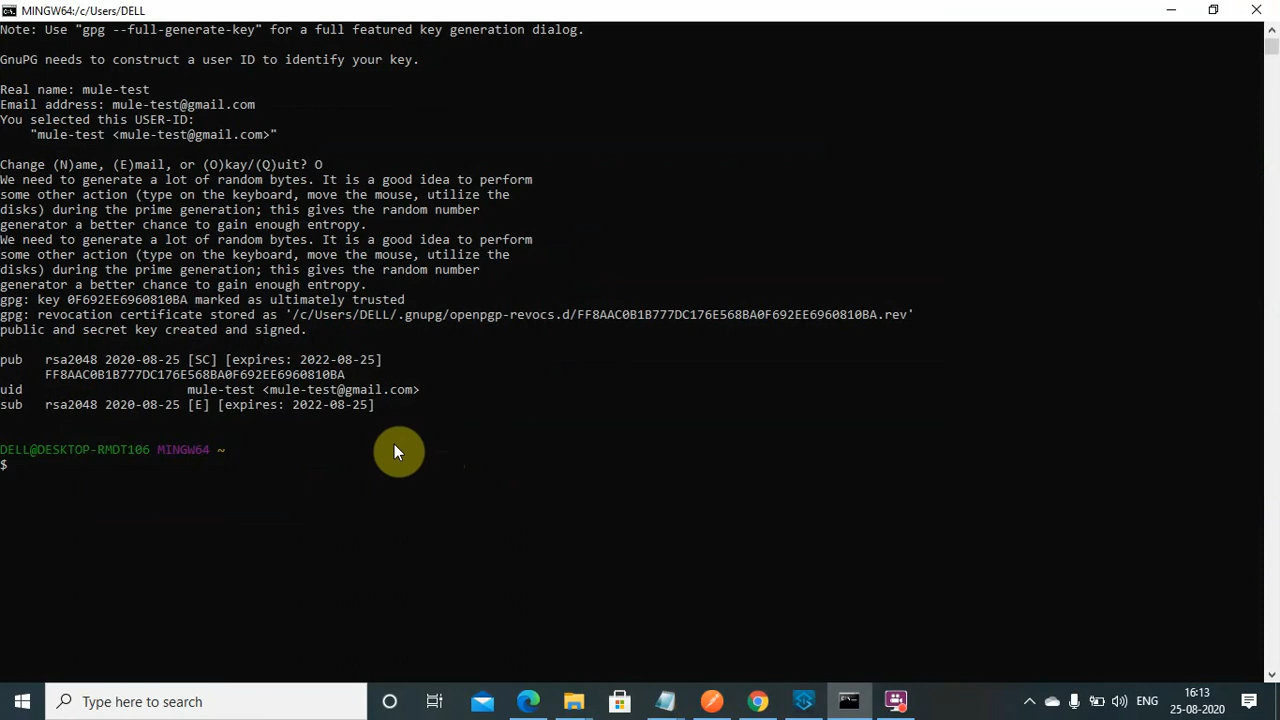 MINGW64:/c/Users/DELL
Note: Use "gpg --full-generate-key" for a full featured key generation dialog.
GnuPG needs to construct a user ID to identify your key.
Real name: mule-test
Email address: mule-test@gmail.com
You selected this USER-ID:
"mule-test <mule-test@gmail.com>"
Change (N)ame, (E)mail, or (O)kay/(Q)uit? O
We need to generate a lot of random bytes. It is a good idea to perform
some other action (type on the keyboard, move the mouse, utilize the
disks) during the prime generation; this gives the random number
generator a better chance to gain enough entropy.
We need to generate a lot of random bytes. It is a good idea to perform
some other action (type on the keyboard, move the mouse, utilize the
disks) during the prime generation; this gives the random number
generator a better chance to gain enough entropy.
gpg: key 0F692EE6960810BA marked as ultimately trusted
gpg: revocation certificate stored as '/c/Users/DELL/.gnupg/openpgp-revocs.d/FF8AAC0B1B777DC176E568BA0F692EE6960810BA.rev'
public and secret key created and signed.
pub rsa2048 2020-08-25 [SC] [expires: 2022-08-25]
FF8AAC0B1B777DC176E568BA0F692EE6960810BA
uid mule-test <mule-test@gmail.com>
sub rsa2048 2020-08-25 [E] [expires: 2022-08-25]
DELL@DESKTOP-RMDT106 MINGW64 ~
$
Type here to search
ENG
16:13
25-08-2020